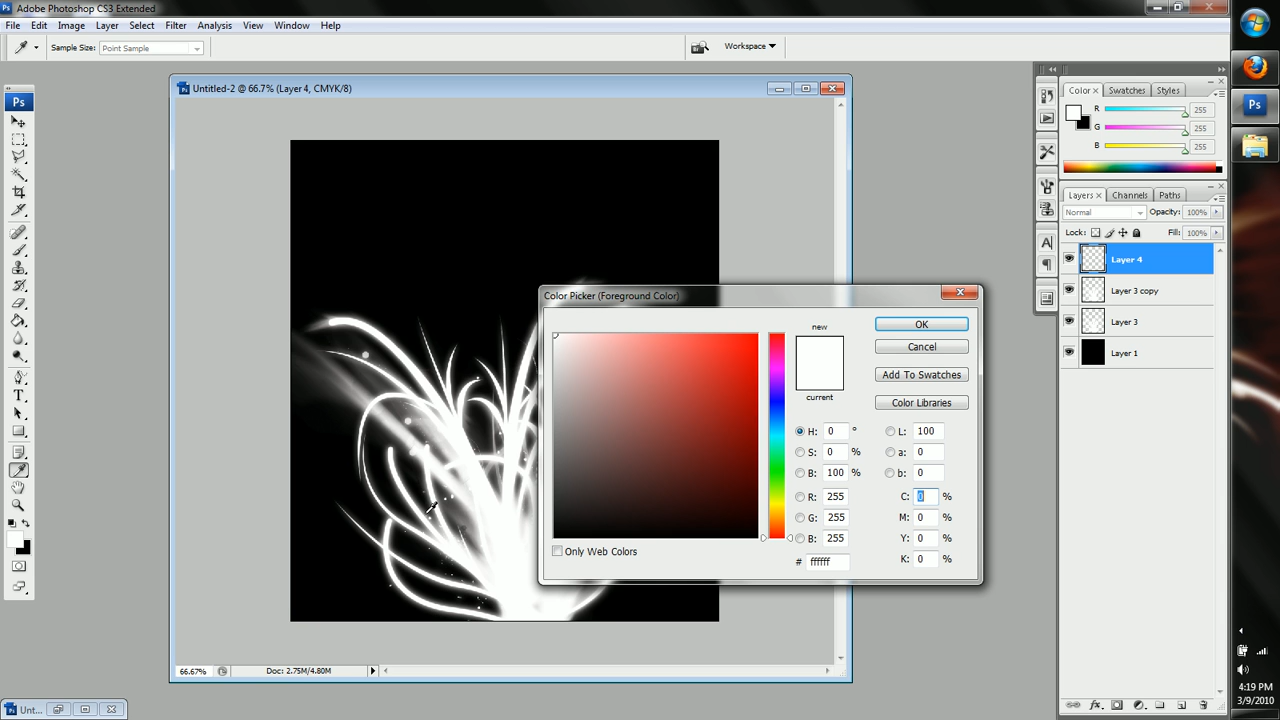 Ps Adobe Photoshop CS3 Extended
File Edit Image Layer Select Filter Analysis View Window Help
Sample Size: Point Sample
Workspace
Ps Untitled-2 @ 66.7% (Layer 4, CMYK/8)
Ps
Color × Swatches Styles
R 255
G 255
B 255
Layers × Channels Paths
Normal Opacity: 100%
Lock: Fill: 100%
Layer 4
Layer 3 copy
Layer 3
Layer 1
Color Picker (Foreground Color)
new
current
OK
Cancel
Add To Swatches
Color Libraries
H: 0 °
S: 0 %
B: 100 %
R: 255
G: 255
B: 255
# ffffff
L: 100
a: 0
b: 0
C: 0 %
M: 0 %
Y: 0 %
K: 0 %
Only Web Colors
66.67% Doc: 2.75M/4.80M
Ps Unt...
Ps
4:19 PM
3/9/2010